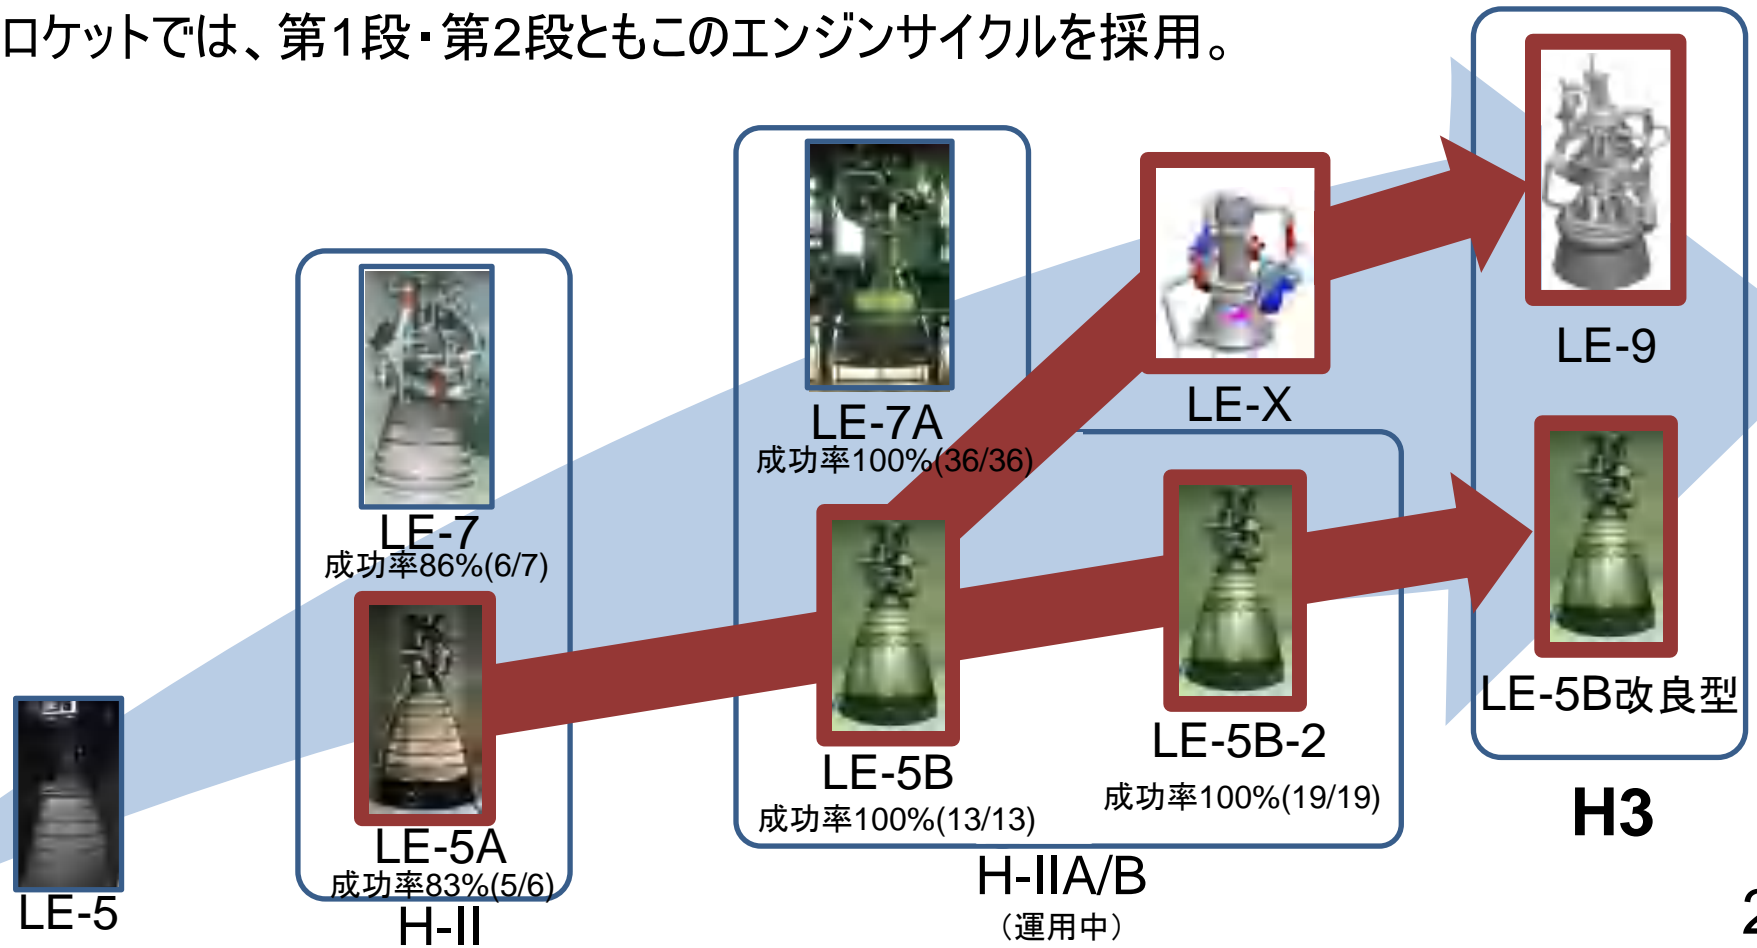 ロケットでは、第1段・第2段ともこのエンジンサイクルを採用。
LE-9
LE-X
LE-7A
成功率100%(36/36)
LE-7
成功率86%(6/7)
LE-5B改良型
LE-5B-2
成功率100%(19/19)
LE-5B
成功率100%(13/13)
LE-5A
成功率83%(5/6)
LE-5
H-II
H-IIA/B
（運用中）
H3
2